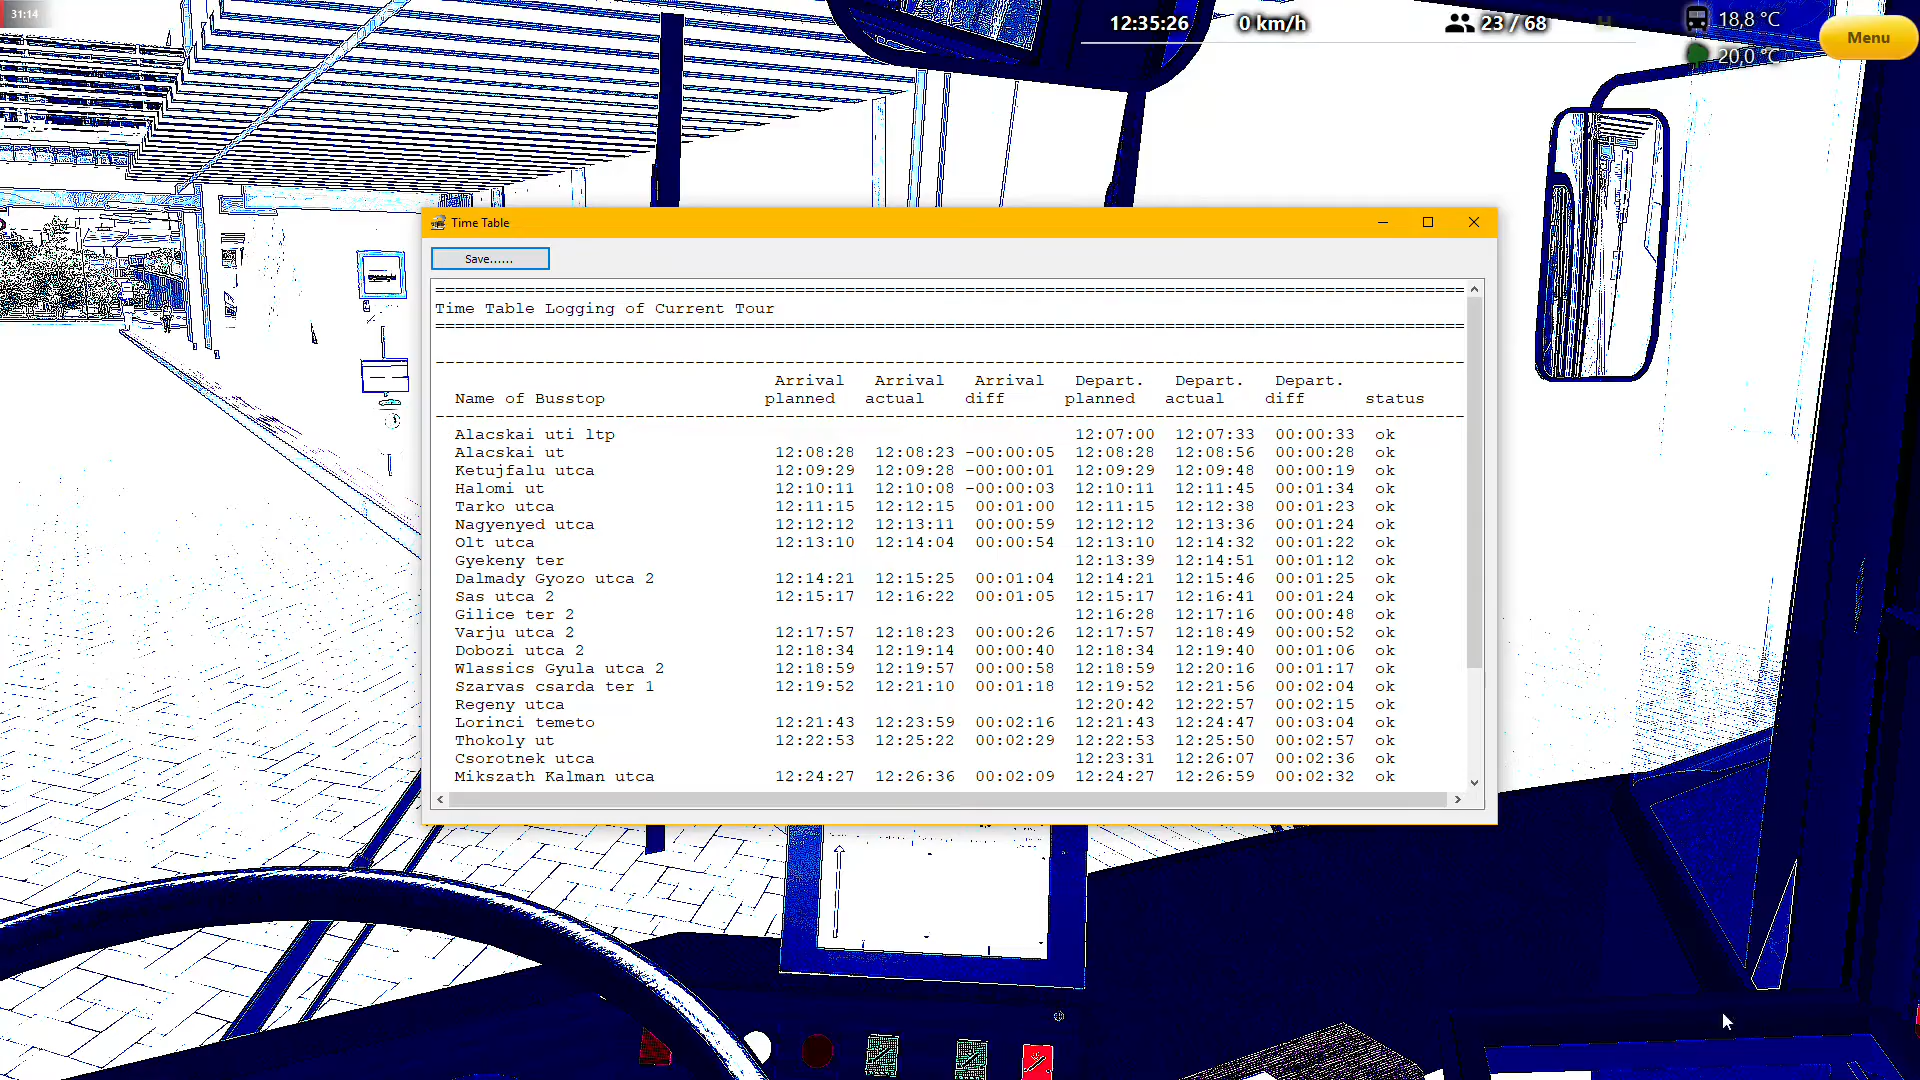 31:14
12:35:26 0 km/h 23 / 68 H 18,8 °C
20,0 °C
Menu
Time Table
Save......
Time Table Logging of Current Tour
Arrival Arrival Arrival Depart. Depart. Depart.
Name of Busstop planned actual diff planned actual diff status
Alacskai uti ltp 12:07:00 12:07:33 00:00:33 ok
Alacskai ut 12:08:28 12:08:23 -00:00:05 12:08:28 12:08:56 00:00:28 ok
Ketujfalu utca 12:09:29 12:09:28 -00:00:01 12:09:29 12:09:48 00:00:19 ok
Halomi ut 12:10:11 12:10:08 -00:00:03 12:10:11 12:11:45 00:01:34 ok
Tarko utca 12:11:15 12:12:15 00:01:00 12:11:15 12:12:38 00:01:23 ok
Nagyenyed utca 12:12:12 12:13:11 00:00:59 12:12:12 12:13:36 00:01:24 ok
Olt utca 12:13:10 12:14:04 00:00:54 12:13:10 12:14:32 00:01:22 ok
Gyekeny ter 12:13:39 12:14:51 00:01:12 ok
Dalmady Gyozo utca 2 12:14:21 12:15:25 00:01:04 12:14:21 12:15:46 00:01:25 ok
Sas utca 2 12:15:17 12:16:22 00:01:05 12:15:17 12:16:41 00:01:24 ok
Gilice ter 2 12:16:28 12:17:16 00:00:48 ok
Varju utca 2 12:17:57 12:18:23 00:00:26 12:17:57 12:18:49 00:00:52 ok
Dobozi utca 2 12:18:34 12:19:14 00:00:40 12:18:34 12:19:40 00:01:06 ok
Wlassics Gyula utca 2 12:18:59 12:19:57 00:00:58 12:18:59 12:20:16 00:01:17 ok
Szarvas csarda ter 1 12:19:52 12:21:10 00:01:18 12:19:52 12:21:56 00:02:04 ok
Regeny utca 12:20:42 12:22:57 00:02:15 ok
Lorinci temeto 12:21:43 12:23:59 00:02:16 12:21:43 12:24:47 00:03:04 ok
Thokoly ut 12:22:53 12:25:22 00:02:29 12:22:53 12:25:50 00:02:57 ok
Csorotnek utca 12:23:31 12:26:07 00:02:36 ok
Mikszath Kalman utca 12:24:27 12:26:36 00:02:09 12:24:27 12:26:59 00:02:32 ok